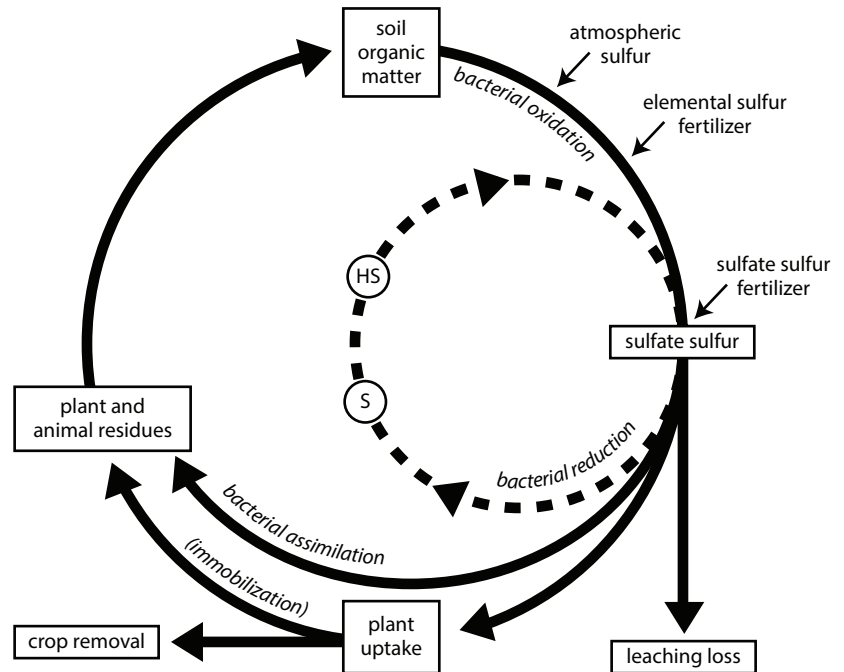 soil
organic
matter
atmospheric
sulfur
bacterial oxidation
elemental sulfur
fertilizer
HS
sulfate sulfur
fertilizer
sulfate sulfur
S
plant and
animal residues
bacterial reduction
bacterial assimilation
(immobilization)
plant
uptake
crop removal
leaching loss